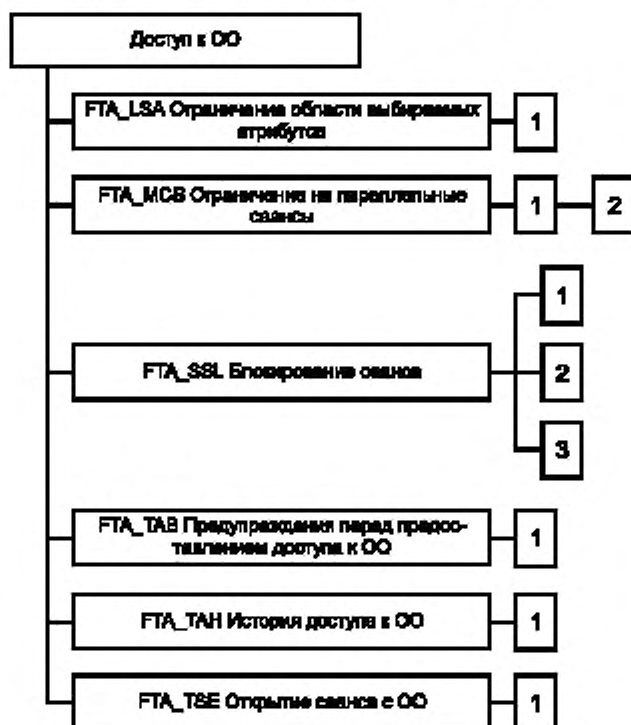 Доступ к ОО
FTA_LSA Ограничение области выбираемых
атрибутов
1
FTA_MCS Ограничение на параллельные
сеансы
1
2
FTA_SSL Блокирование сеанса
1
2
3
FTA_TAB Предупреждения перед предос-
тавлением доступа к ОО
1
FTA_TAH История доступа к ОО
1
FTA_TSE Открытие сеанса с ОО
1